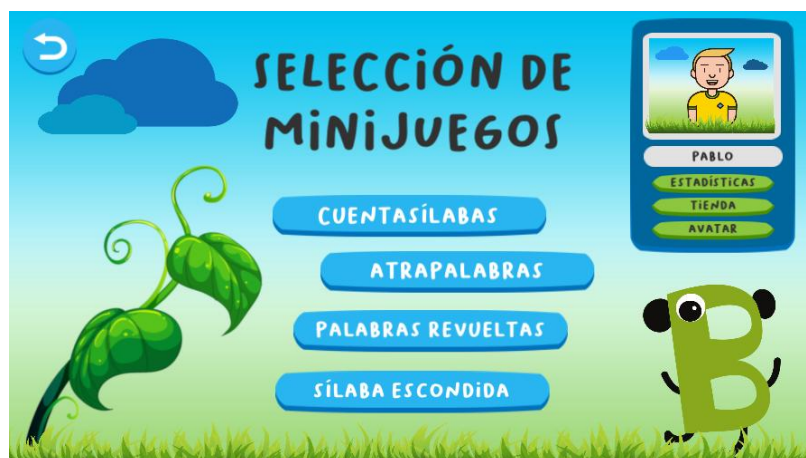 SELECCIÓN DE
MINIJUEGOS
CUENTASÍLABAS
ATRAPALABRAS
PALABRAS REVUELTAS
SÍLABA ESCONDIDA
PABLO
ESTADÍSTICAS
TIENDA
AVATAR
B